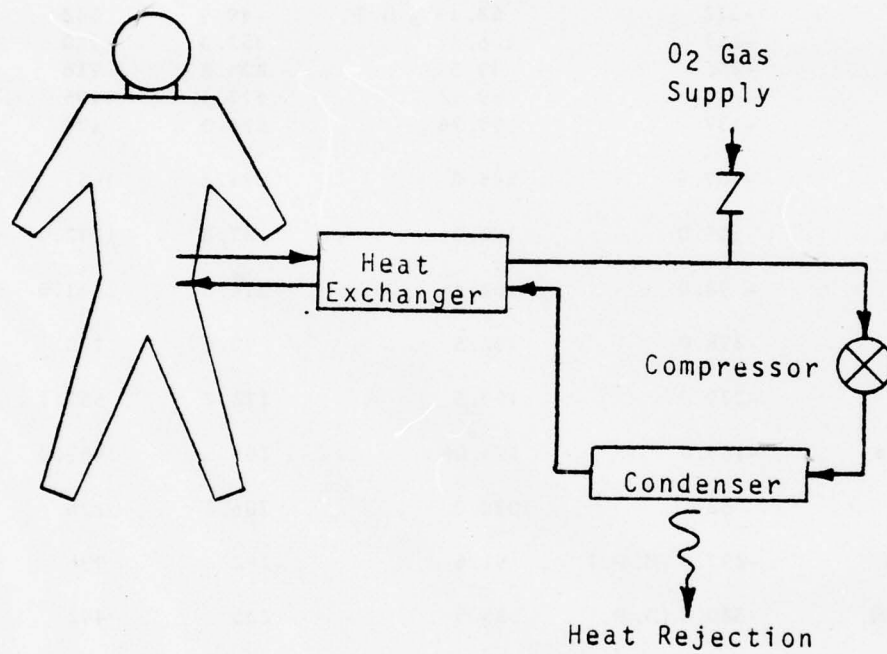 O2 Gas
Supply
Heat
Exchanger
Compressor
Condenser
Heat Rejection